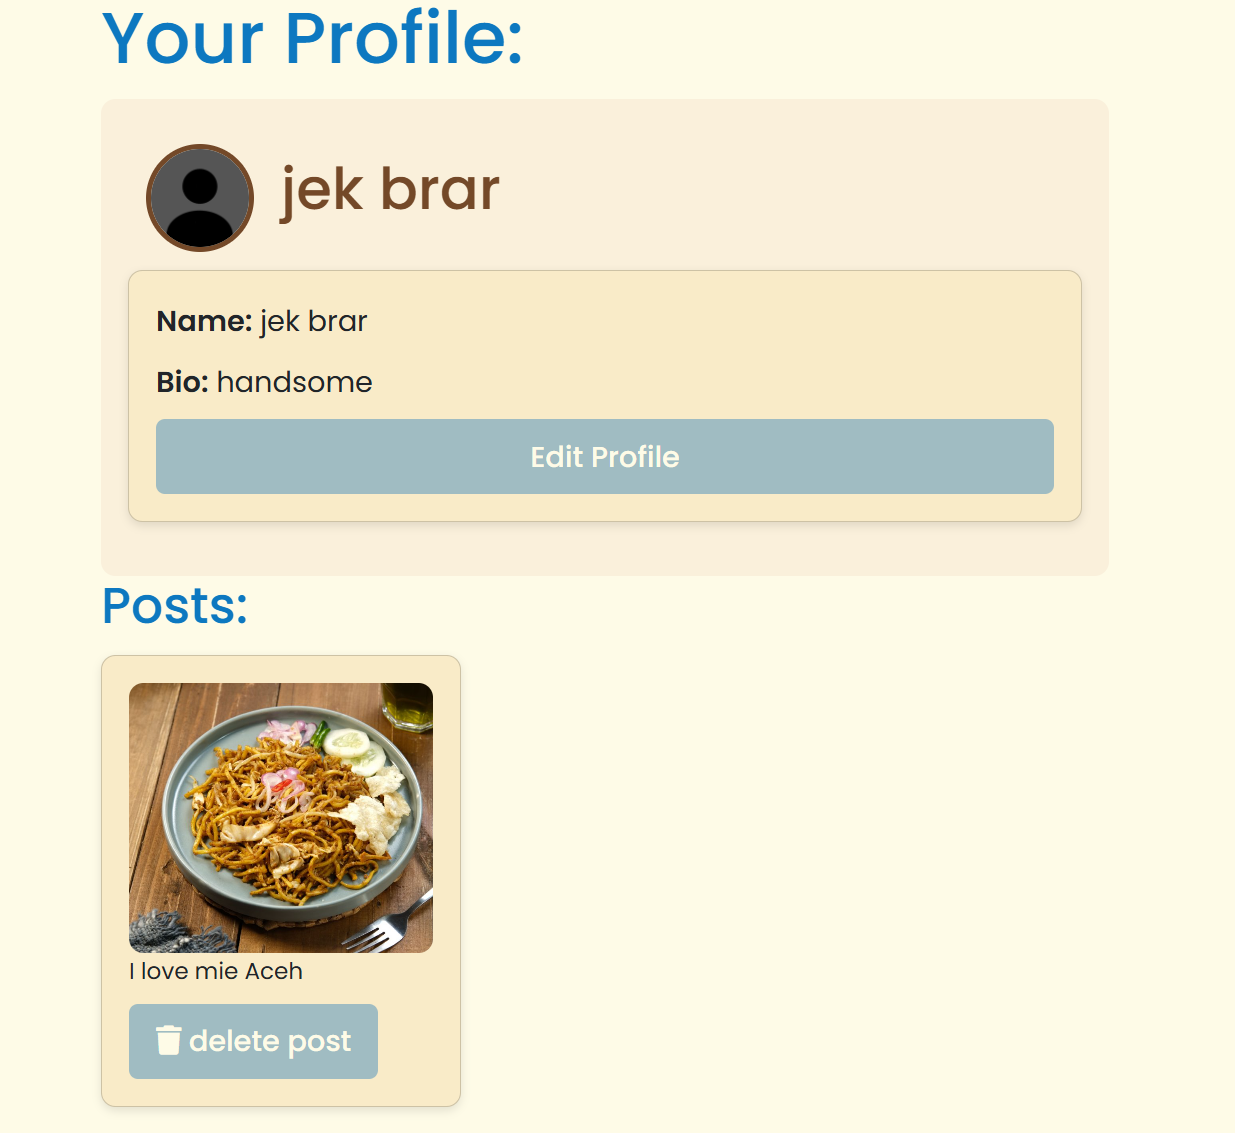 Your Profile:
jek brar
Name: jek brar
Bio: handsome
Edit Profile
Posts:
I love mie Aceh
delete post